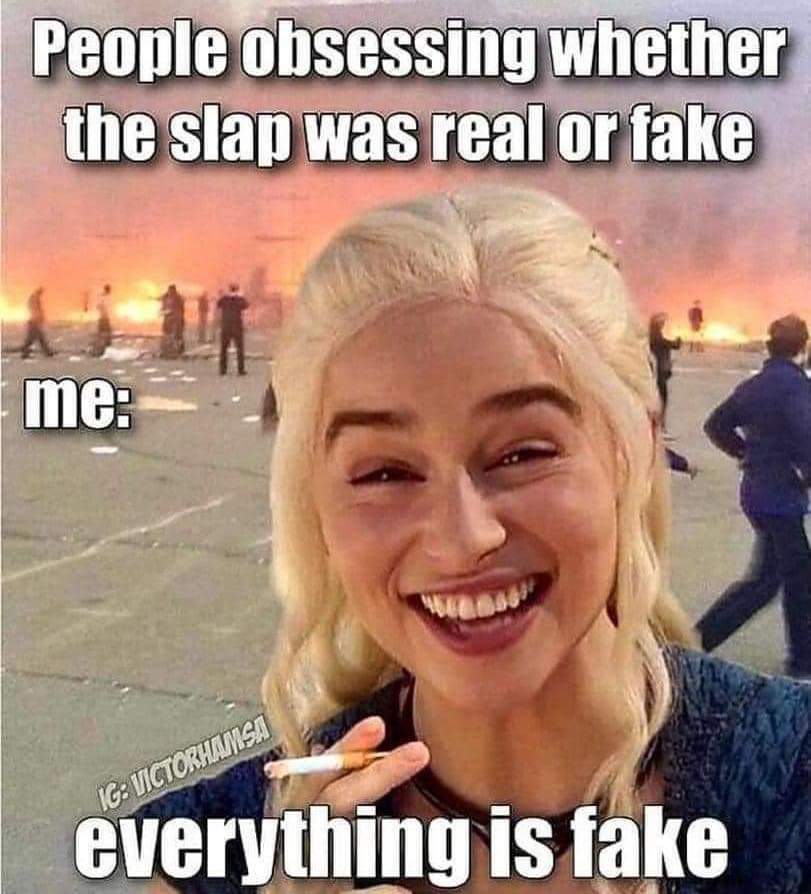 People obsessing whether
the slap was real or fake
me:
IG: VICTORHAMSA
everything is fake